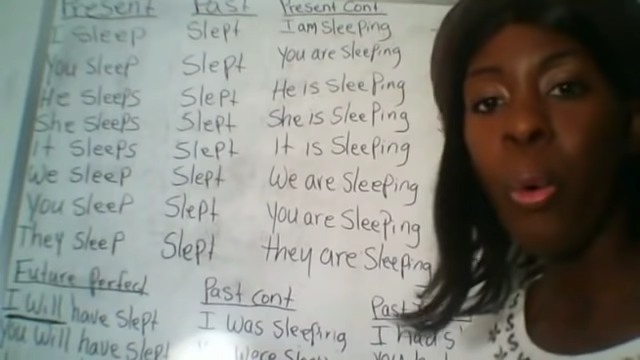 Present Past Present Cont
I Sleep Slept I am Sleeping
You Sleep Slept You are Sleeping
He Sleeps Slept He is Sleeping
She Sleeps Slept She is Sleeping
It Sleeps Slept It is Sleeping
We Sleep Slept We are Sleeping
You Sleep Slept You are Sleeping
They Sleep Slept they are Sleeping
Future Perfect Past Cont Past
I Will have Slept I Was Sleeping I had
You will have Slept " Were